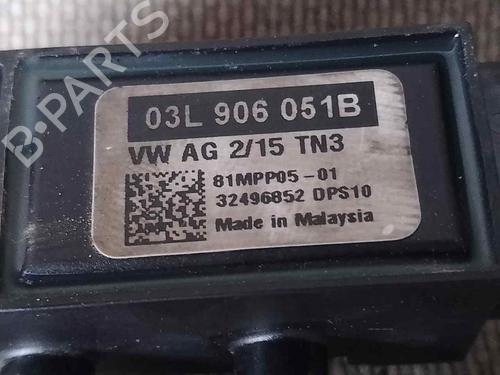 B-PARTS
03L 906 051B
VW AG 2/15 TN3
81MPP05-01
32496852 DPS10
Made in Malaysia